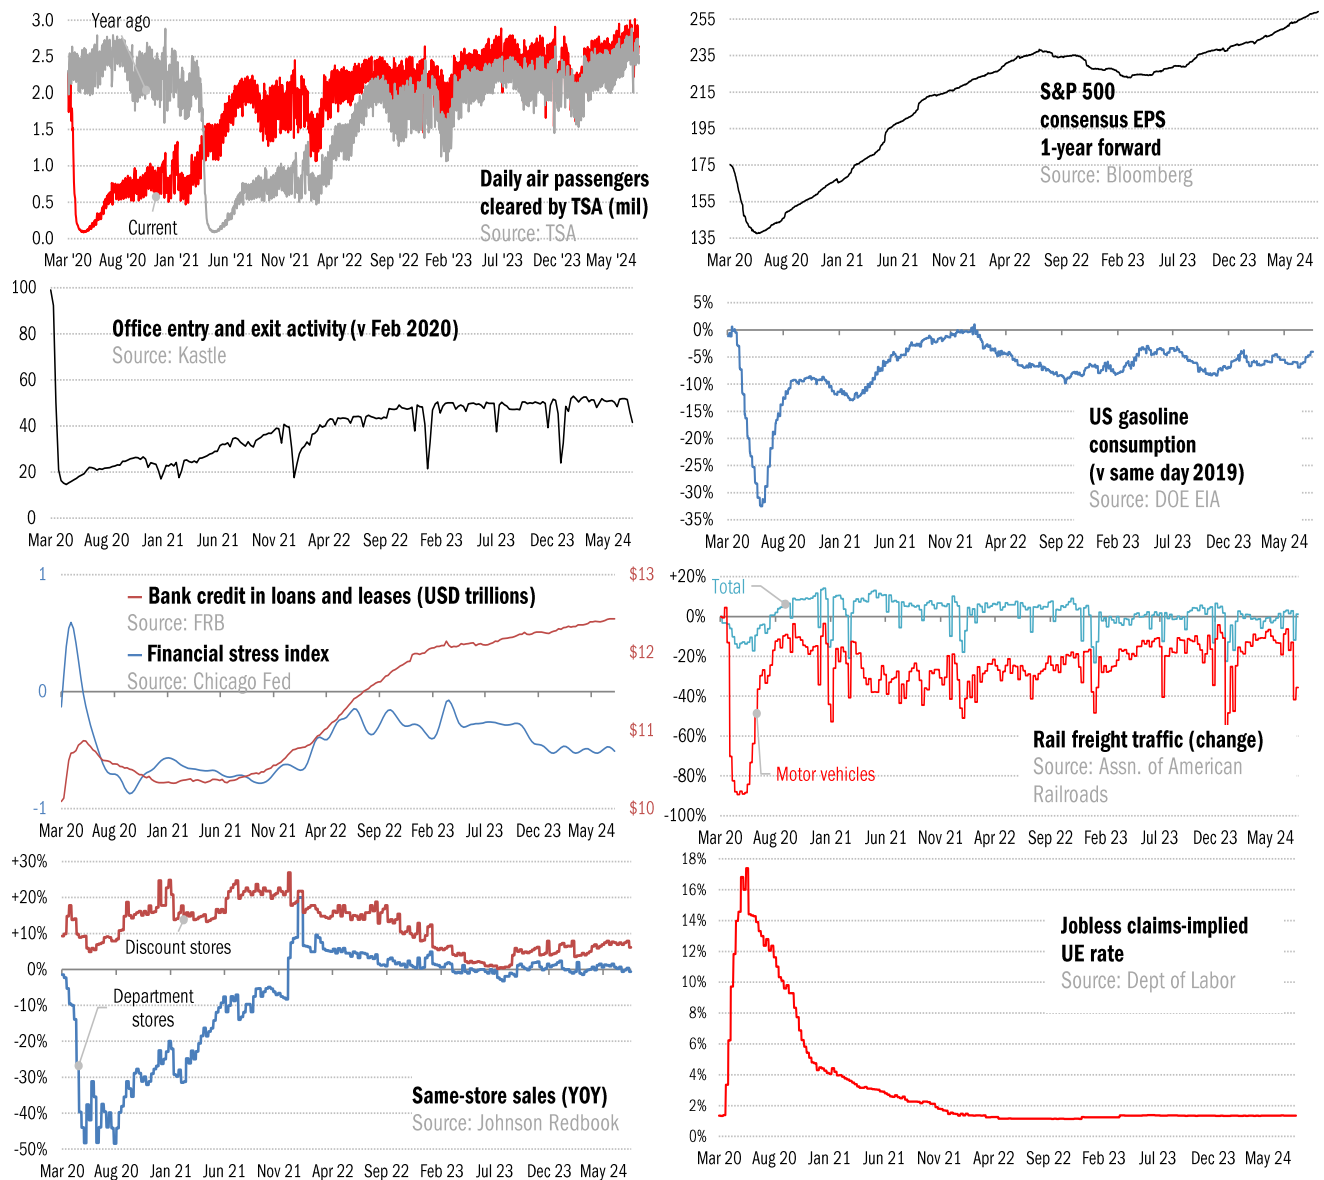 3.0
2.5
2.0
1.5
1.0
0.5
0.0
Year ago
Current
Daily air passengers
cleared by TSA (mil)
Source: TSA
Mar '20 Aug '20 Jan '21 Jun '21 Nov '21 Apr '22 Sep '22 Feb '23 Jul '23 Dec '23 May '24
255
235
215
195
175
155
135
S&P 500
consensus EPS
1-year forward
Source: Bloomberg
Mar 20 Aug 20 Jan 21 Jun 21 Nov 21 Apr 22 Sep 22 Feb 23 Jul 23 Dec 23 May 24
100
80
60
40
20
0
Office entry and exit activity (v Feb 2020)
Source: Kastle
Mar 20 Aug 20 Jan 21 Jun 21 Nov 21 Apr 22 Sep 22 Feb 23 Jul 23 Dec 23 May 24
5%
0%
-5%
-10%
-15%
-20%
-25%
-30%
-35%
US gasoline
consumption
(v same day 2019)
Source: DOE EIA
Mar 20 Aug 20 Jan 21 Jun 21 Nov 21 Apr 22 Sep 22 Feb 23 Jul 23 Dec 23 May 24
1
0
-1
Bank credit in loans and leases (USD trillions)
Source: FRB
Financial stress index
Source: Chicago Fed
$13
$12
$11
$10
Mar 20 Aug 20 Jan 21 Jun 21 Nov 21 Apr 22 Sep 22 Feb 23 Jul 23 Dec 23 May 24
+20%
0%
-20%
-40%
-60%
-80%
-100%
Total
Motor vehicles
Rail freight traffic (change)
Source: Assn. of American
Railroads
Mar 20 Aug 20 Jan 21 Jun 21 Nov 21 Apr 22 Sep 22 Feb 23 Jul 23 Dec 23 May 24
+30%
+20%
+10%
0%
-10%
-20%
-30%
-40%
-50%
Discount stores
Department
stores
Same-store sales (YOY)
Source: Johnson Redbook
Mar 20 Aug 20 Jan 21 Jun 21 Nov 21 Apr 22 Sep 22 Feb 23 Jul 23 Dec 23 May 24
18%
16%
14%
12%
10%
8%
6%
4%
2%
0%
Jobless claims-implied
UE rate
Source: Dept of Labor
Mar 20 Aug 20 Jan 21 Jun 21 Nov 21 Apr 22 Sep 22 Feb 23 Jul 23 Dec 23 May 24